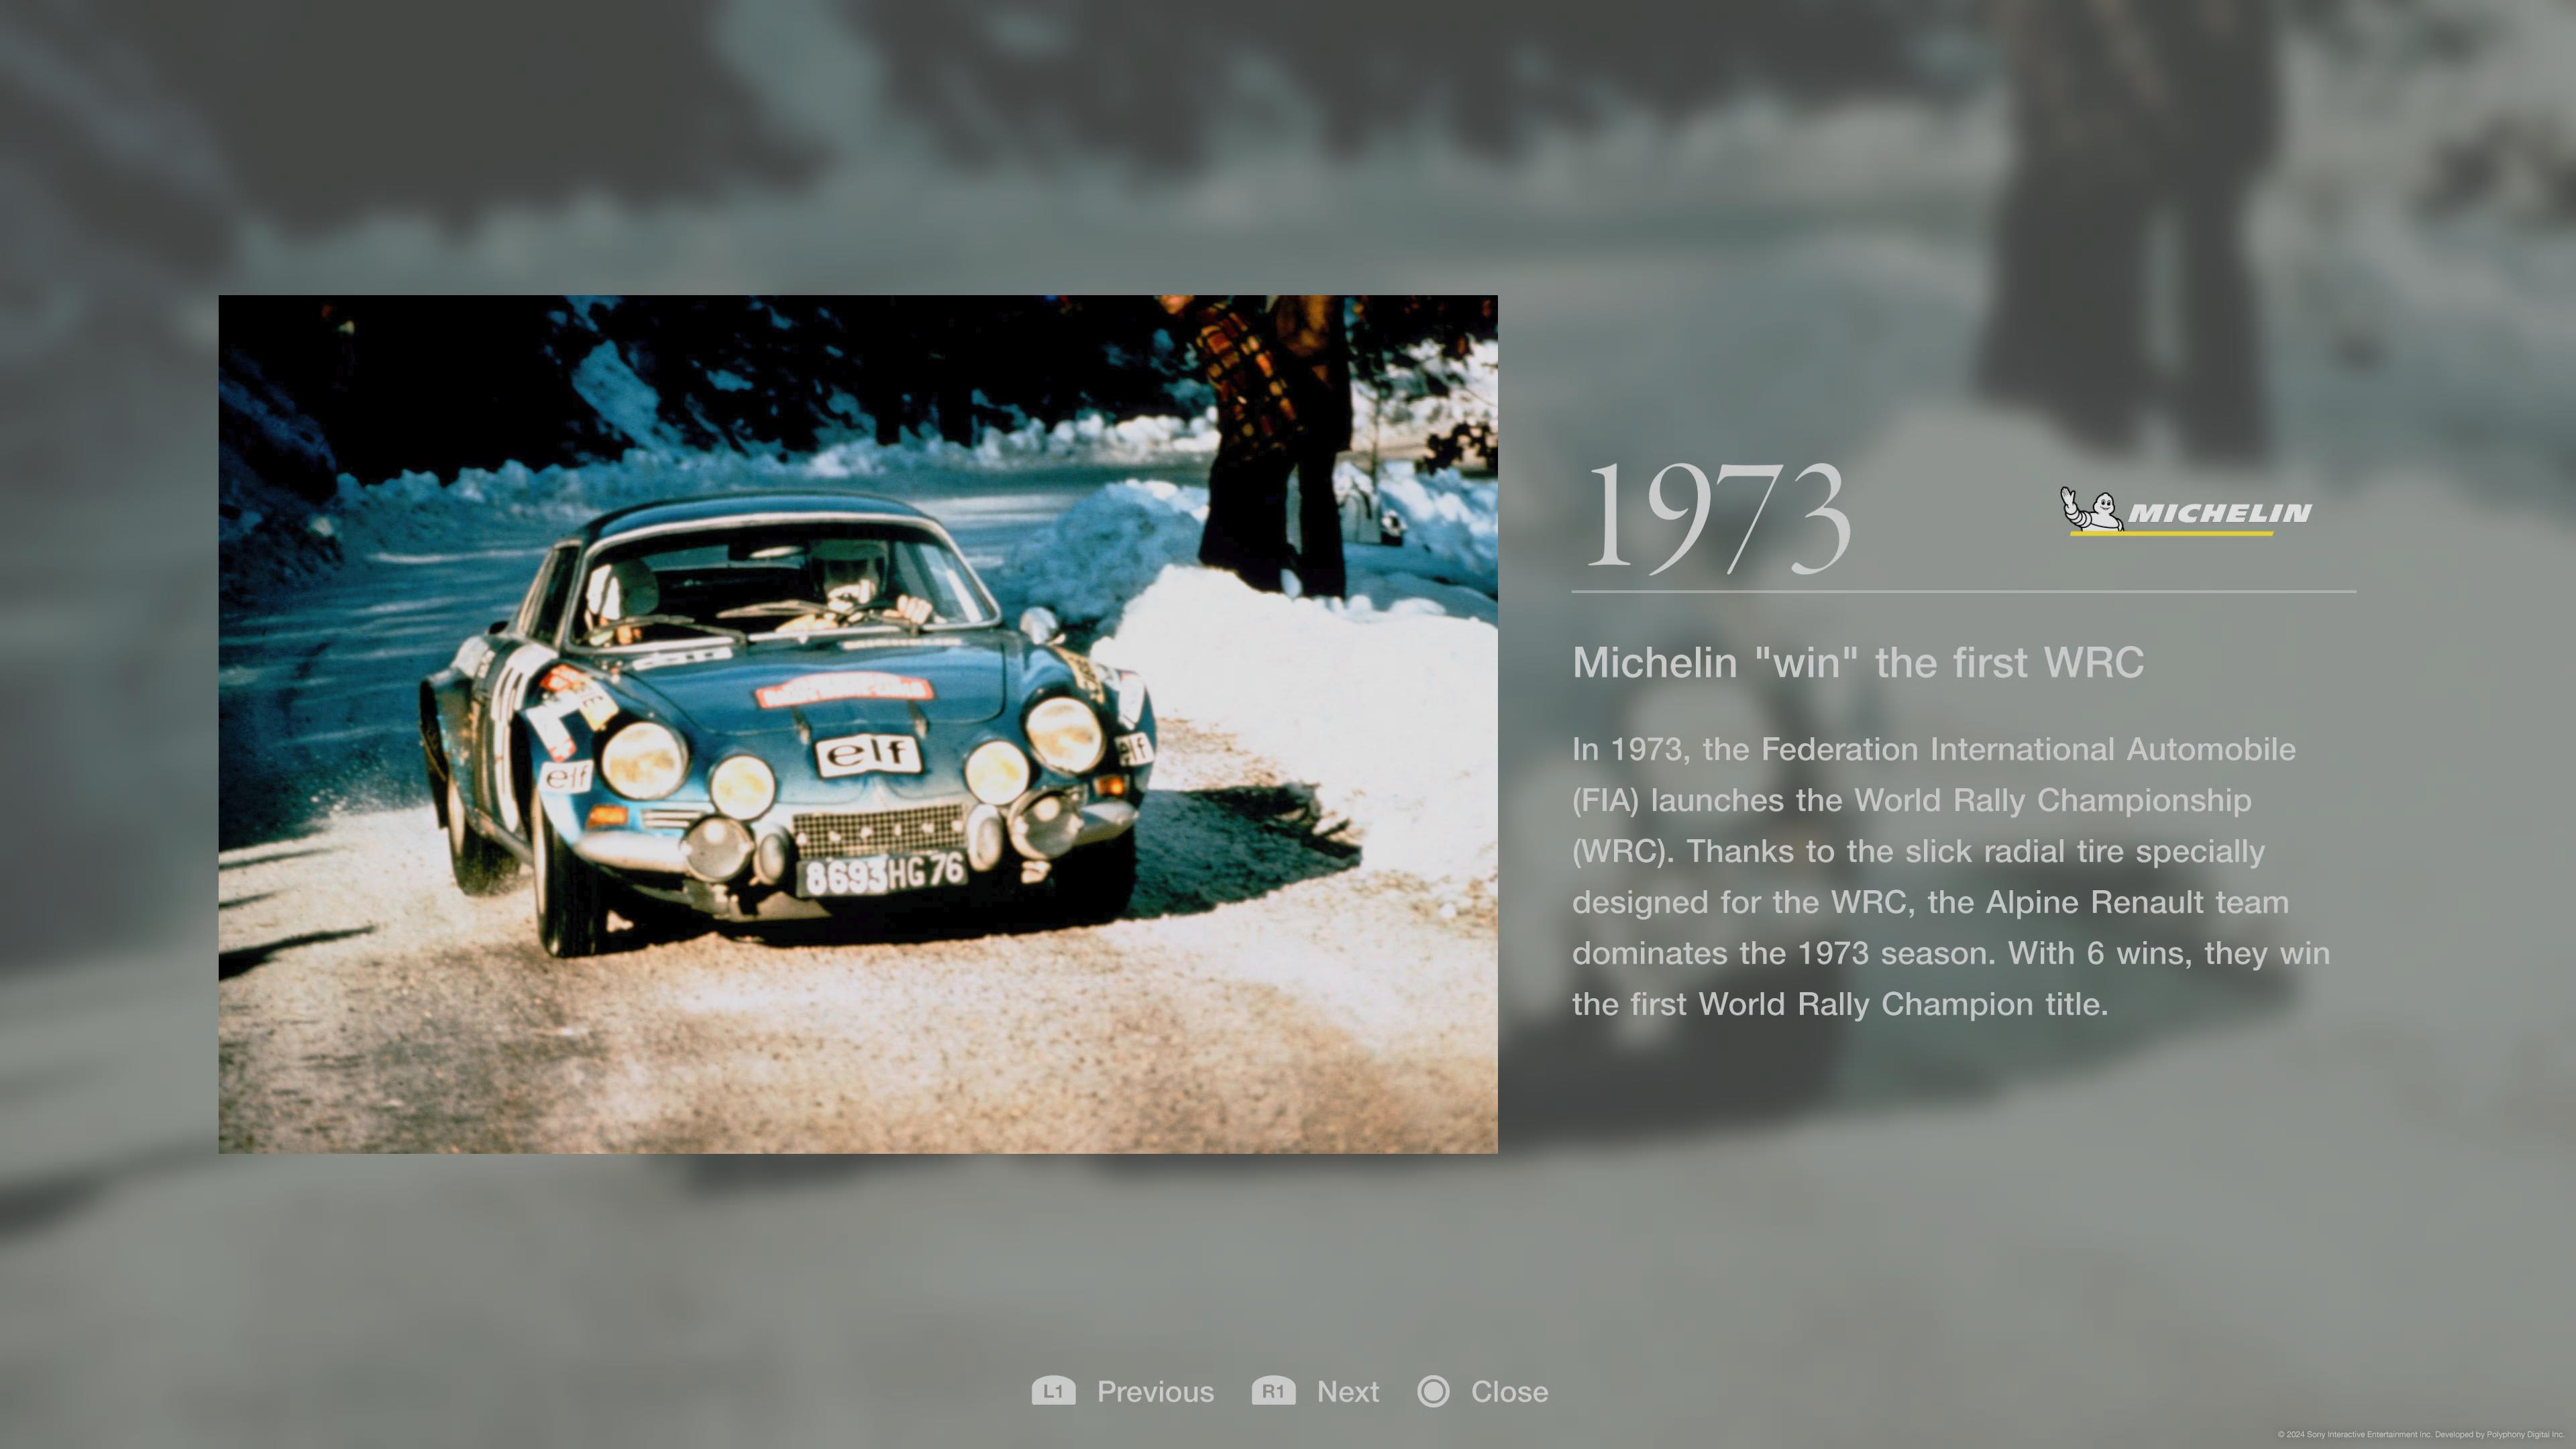 elf
elf
elf
8693HG76
1973
MICHELIN
Michelin "win" the first WRC
In 1973, the Federation International Automobile
(FIA) launches the World Rally Championship
(WRC). Thanks to the slick radial tire specially
designed for the WRC, the Alpine Renault team
dominates the 1973 season. With 6 wins, they win
the first World Rally Champion title.
L1 Previous R1 Next Close
© 2024 Sony Interactive Entertainment Inc. Developed by Polyphony Digital Inc.